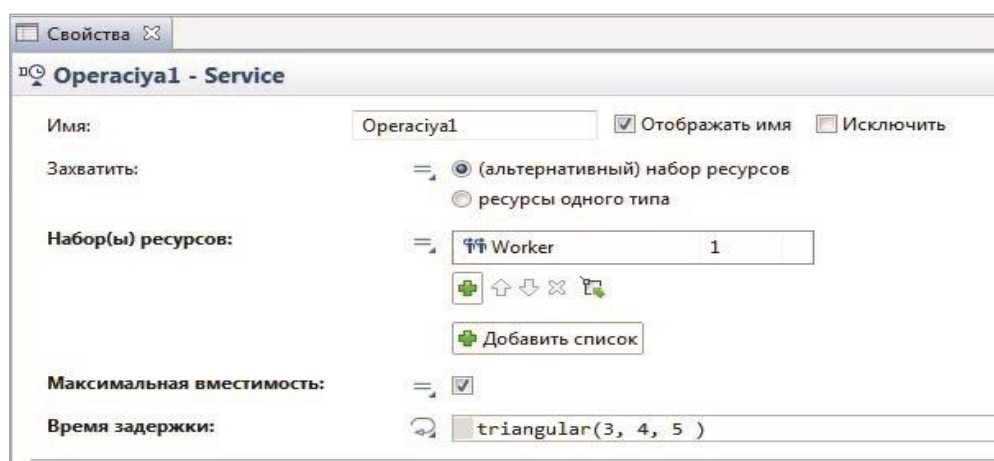 Свойства
Operaciya1 - Service
Имя: Operaciya1 Отображать имя Исключить
Захватить: (альтернативный) набор ресурсов
ресурсы одного типа
Набор(ы) ресурсов: Worker 1
Добавить список
Максимальная вместимость:
Время задержки: triangular(3, 4, 5 )